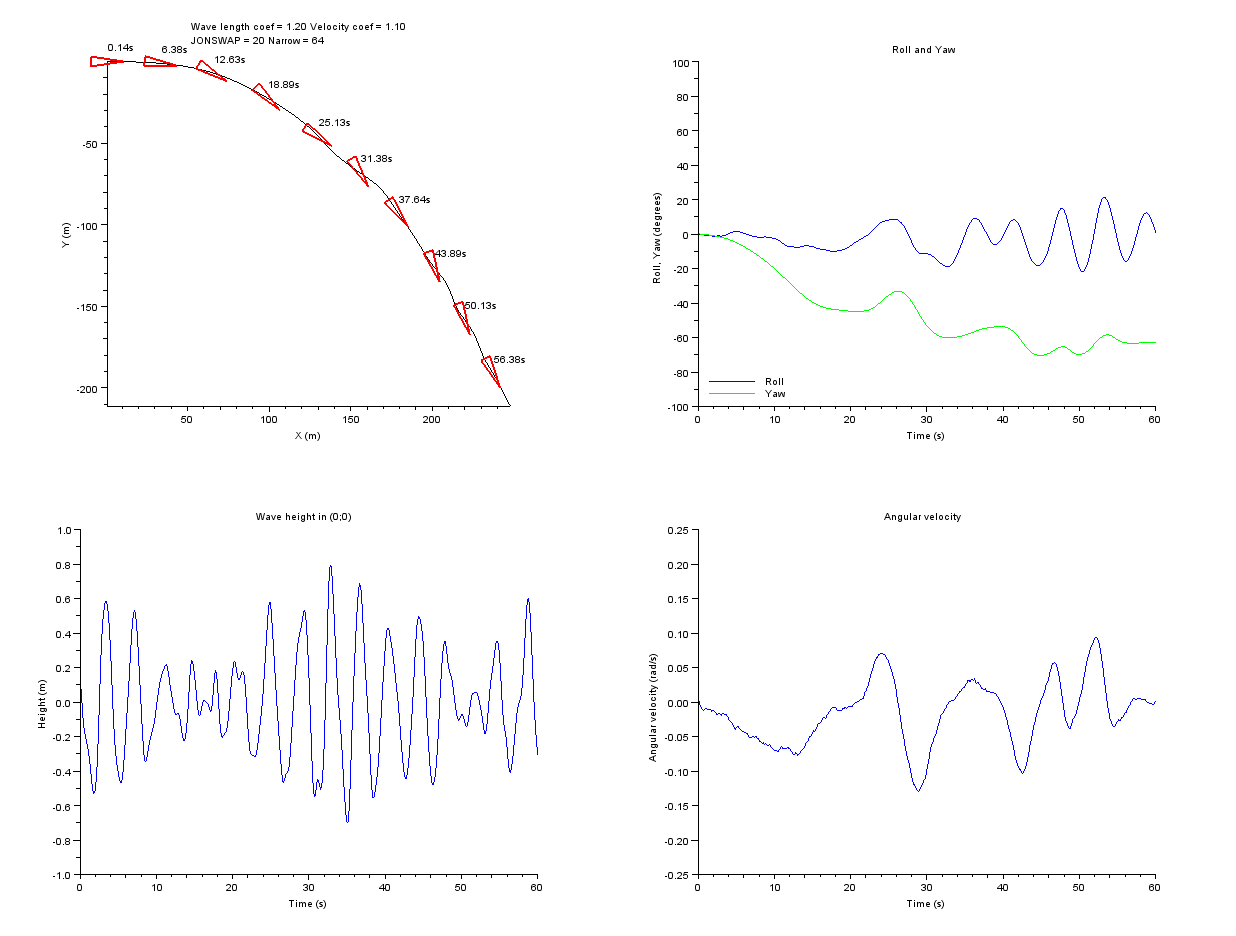 Wave length coef = 1.20 Velocity coef = 1.10
JONSWAP = 20 Narrow = 64
0.14s
6.38s
12.63s
18.89s
25.13s
31.38s
37.64s
43.89s
50.13s
56.38s
-50
-100
-150
-200
Y (m)
50
100
150
200
X (m)
Roll and Yaw
100
80
60
40
20
0
-20
-40
-60
-80
-100
Roll, Yaw (degrees)
Roll
Yaw
0
10
20
30
40
50
60
Time (s)
Wave height in (0;0)
1.0
0.8
0.6
0.4
0.2
0.0
-0.2
-0.4
-0.6
-0.8
-1.0
Height (m)
0
10
20
30
40
50
60
Time (s)
Angular velocity
0.25
0.20
0.15
0.10
0.05
0.00
-0.05
-0.10
-0.15
-0.20
-0.25
Angular velocity (rad/s)
0
10
20
30
40
50
60
Time (s)